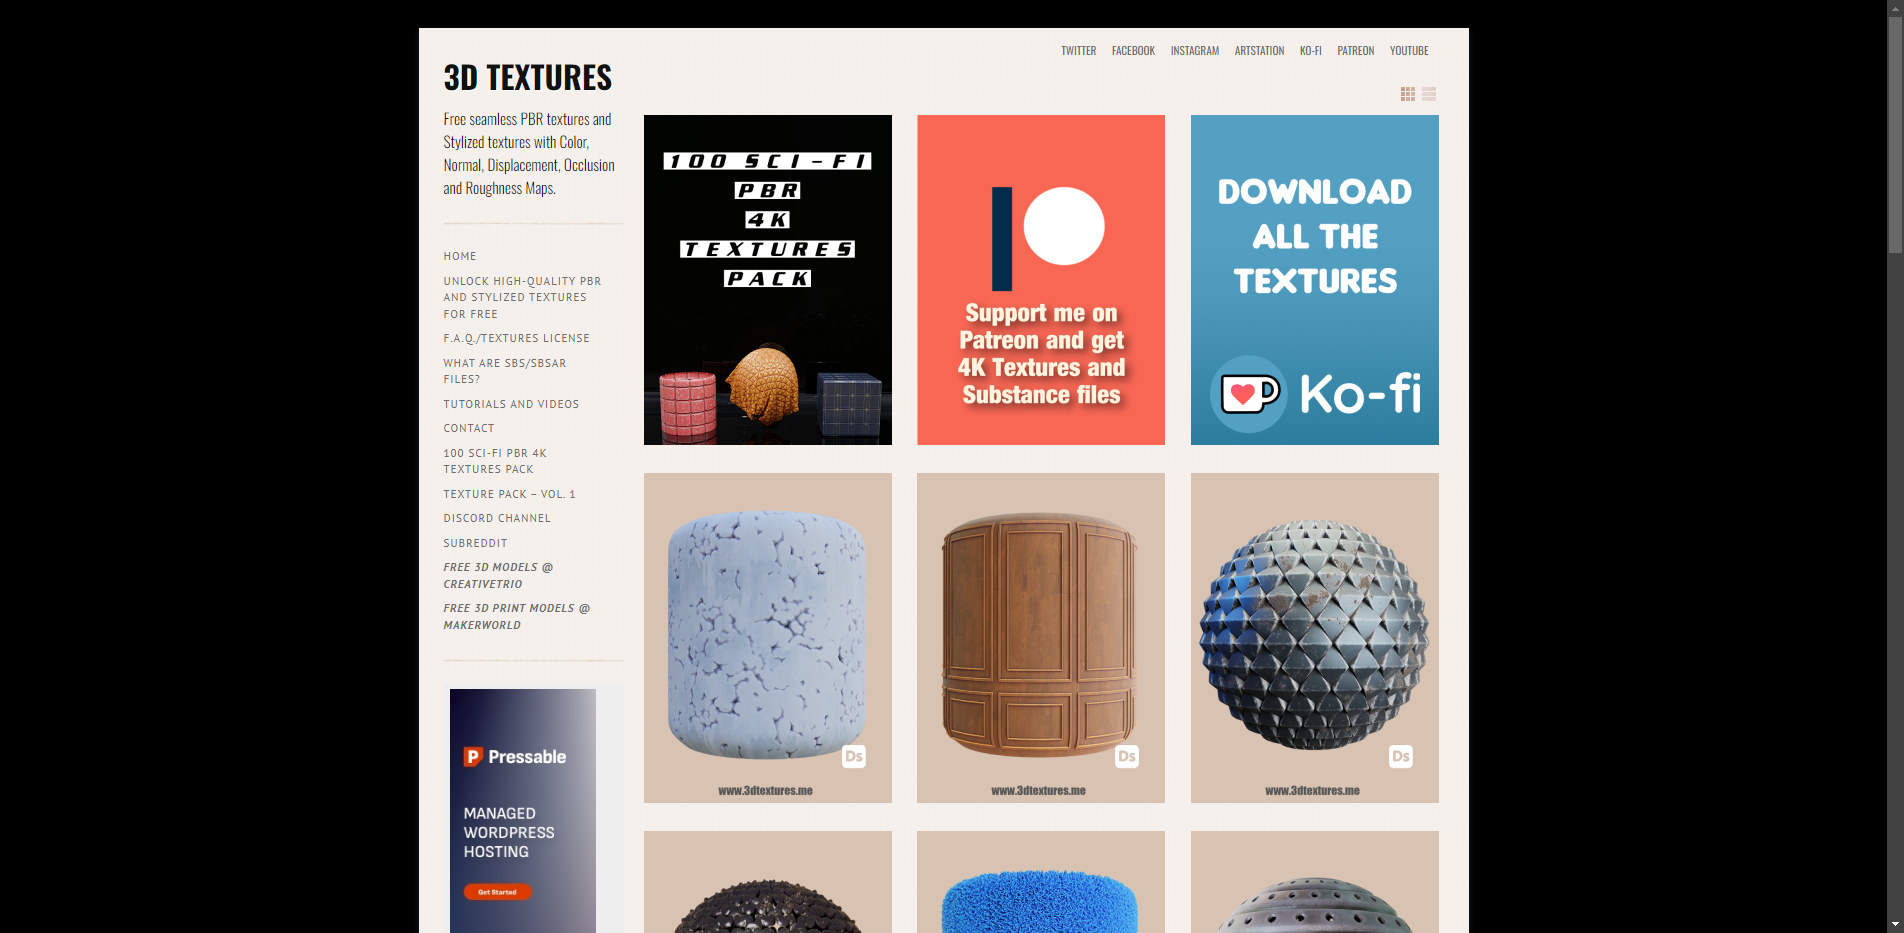 TWITTER FACEBOOK INSTAGRAM ARTSTATION KO-FI PATREON YOUTUBE
3D TEXTURES
Free seamless PBR textures and
Stylized textures with Color,
Normal, Displacement, Occlusion
and Roughness Maps.
HOME
UNLOCK HIGH-QUALITY PBR
AND STYLIZED TEXTURES
FOR FREE
F.A.Q./TEXTURES LICENSE
WHAT ARE SBS/SBSAR
FILES?
TUTORIALS AND VIDEOS
CONTACT
100 SCI-FI PBR 4K
TEXTURES PACK
TEXTURE PACK – VOL. 1
DISCORD CHANNEL
SUBREDDIT
FREE 3D MODELS @
CREATIVETRIO
FREE 3D PRINT MODELS @
MAKERWORLD
P Pressable
MANAGED
WORDPRESS
HOSTING
Get Started
100 SCI-FI
PBR
4K
TEXTURES
PACK
Support me on
Patreon and get
4K Textures and
Substance files
DOWNLOAD
ALL THE
TEXTURES
Ko-fi
Ds
www.3dtextures.me
Ds
www.3dtextures.me
Ds
www.3dtextures.me